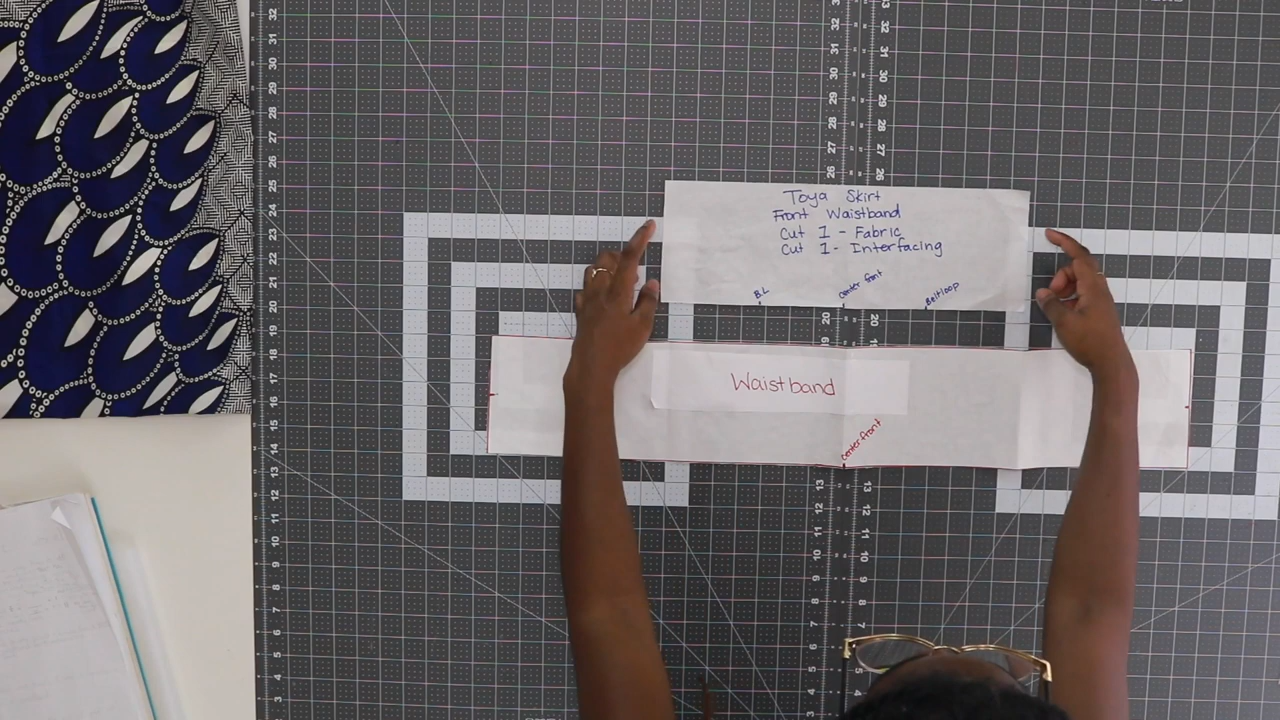 Toya Skirt
Front Waistband
Cut 1 - Fabric
Cut 1 - Interfacing
B.L
Center front
Beltloop
Waistband
Center front